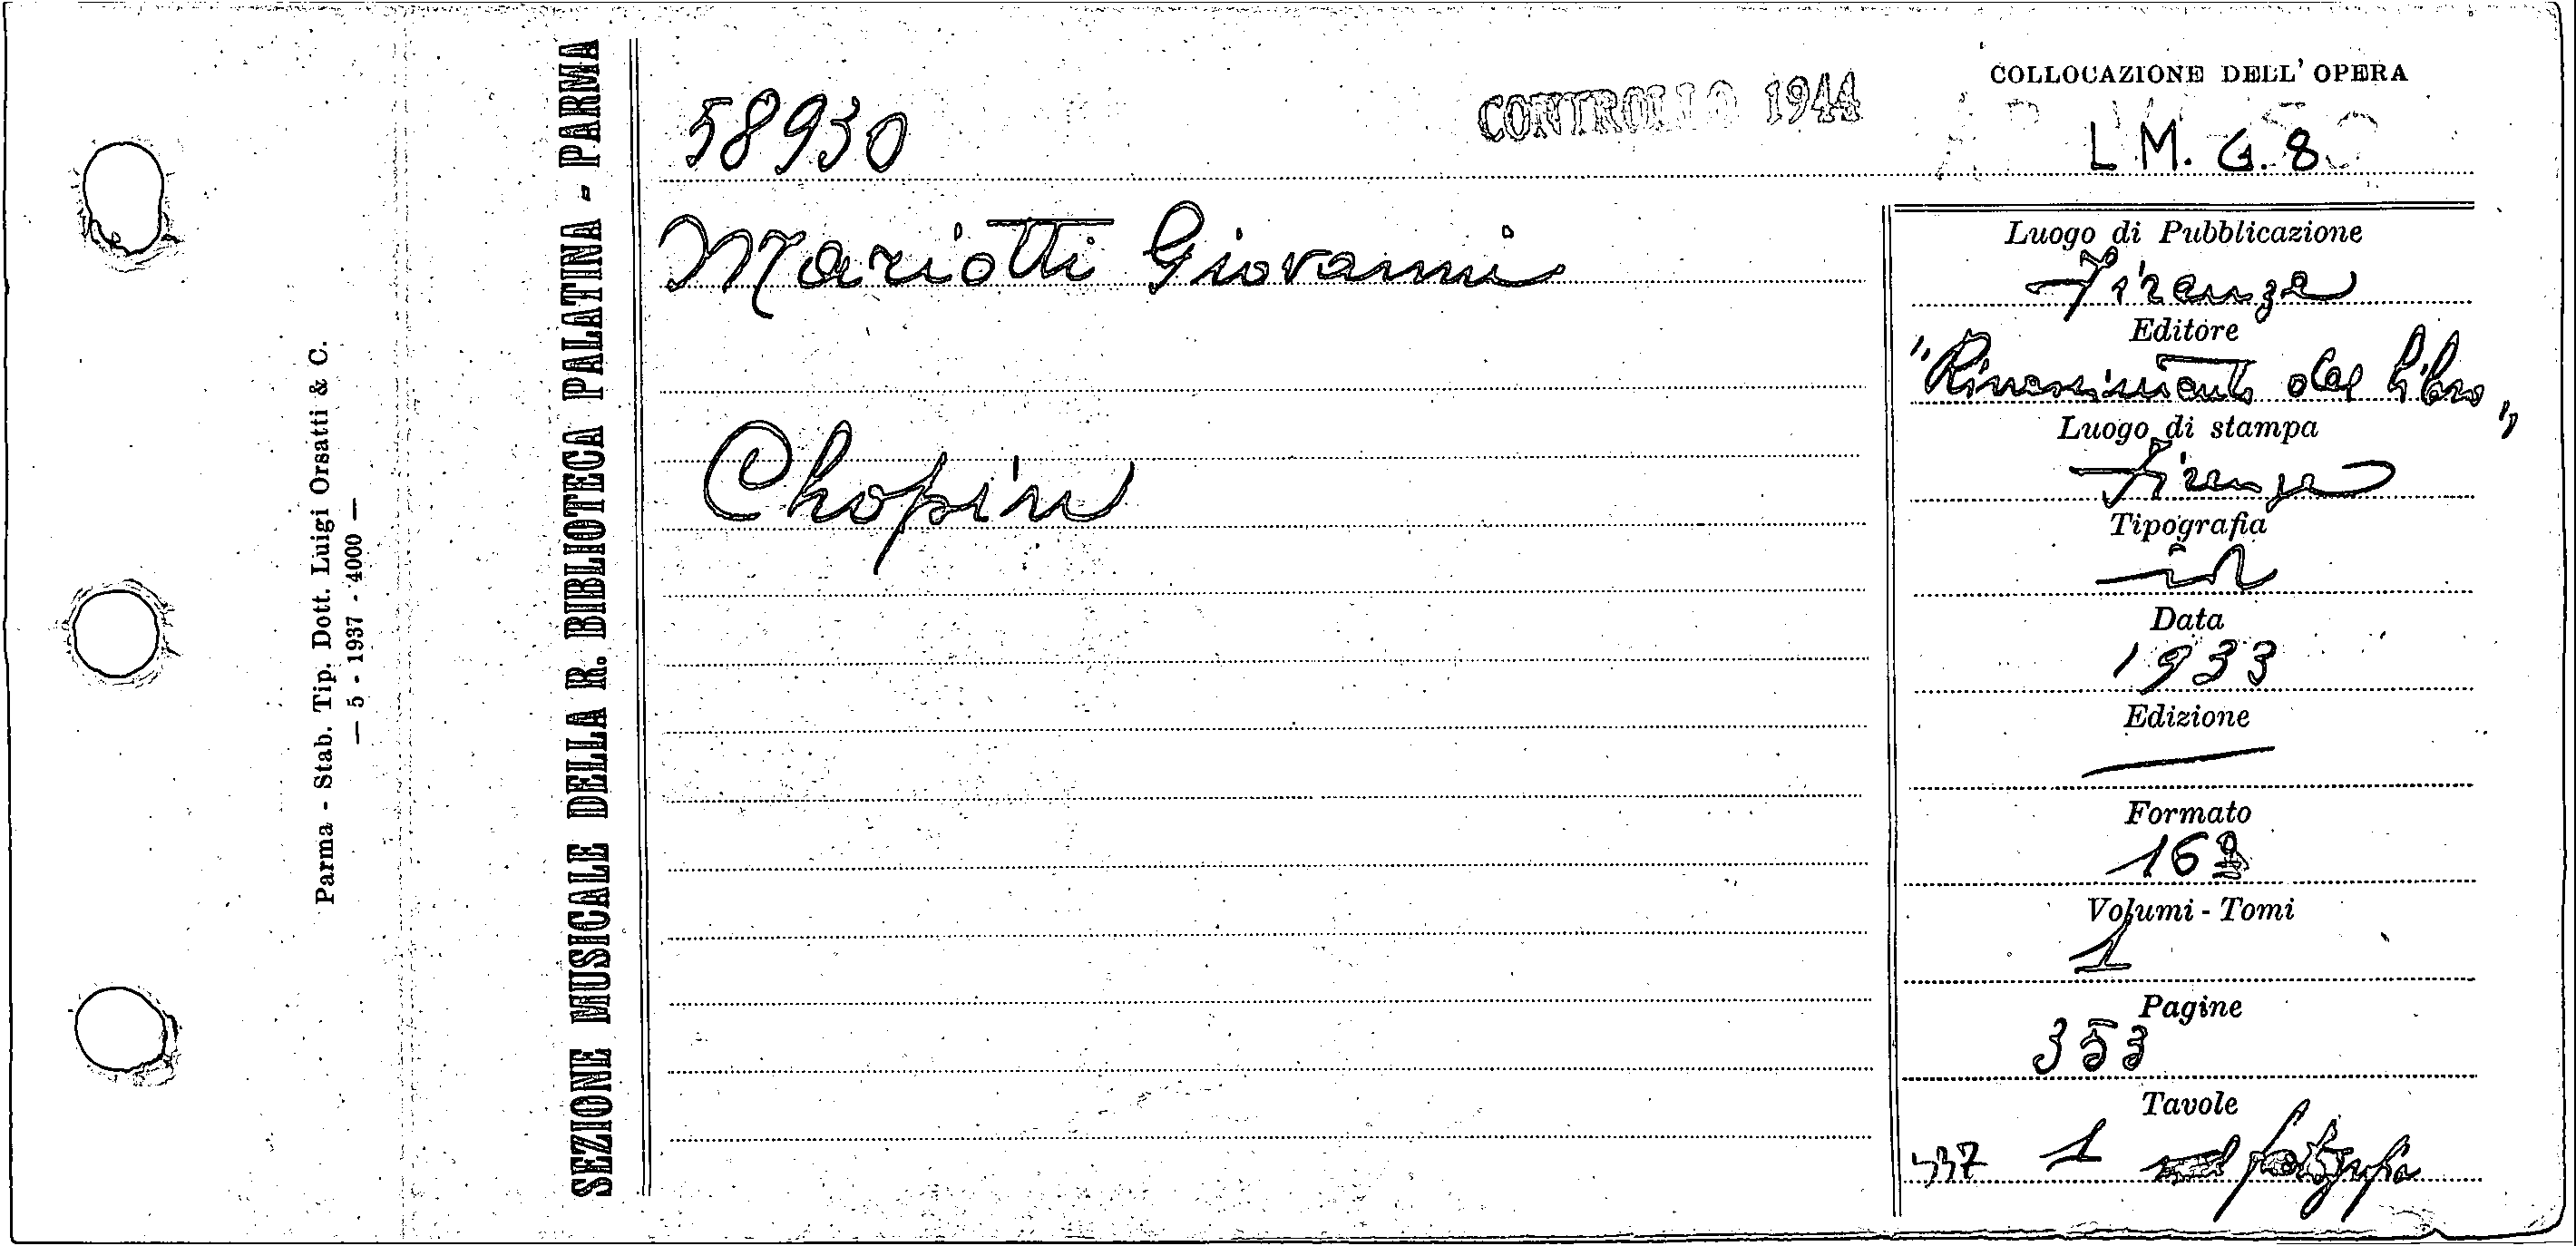 SEZIONE MUSICALE DELLA R. BIBLIOTECA PALATINA - PARMA
Parma - Stab. Tip. Dott. Luigi Orsatti & C.
— 5 - 1937 - 4000 —
58930
CONTROLLO 1944
COLLOCAZIONE DELL' OPERA
L M. G. 8
Mariotti Giovanni
Chopin
Luogo di Pubblicazione
Firenze
Editore
"Rinascimento del Libro"
Luogo di stampa
Firenze
Tipografia
id
Data
1933
Edizione
—
Formato
16º
Volumi - Tomi
1
Pagine
353
Tavole
1 fotografia